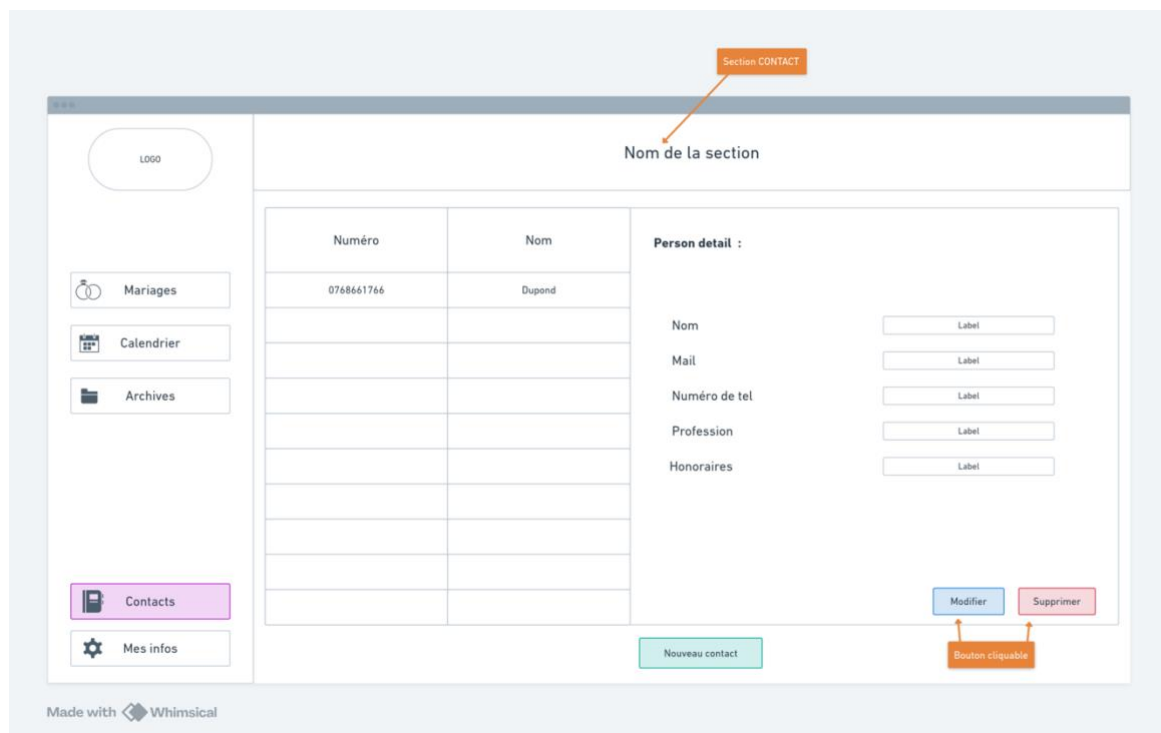 Section CONTACT
LOGO
Nom de la section
Numéro
Nom
Person detail :
Mariages
0768661766
Dupond
Nom
Label
Calendrier
Mail
Label
Archives
Numéro de tel
Label
Profession
Label
Honoraires
Label
Contacts
Modifier
Supprimer
Mes infos
Nouveau contact
Bouton cliquable
Made with Whimsical